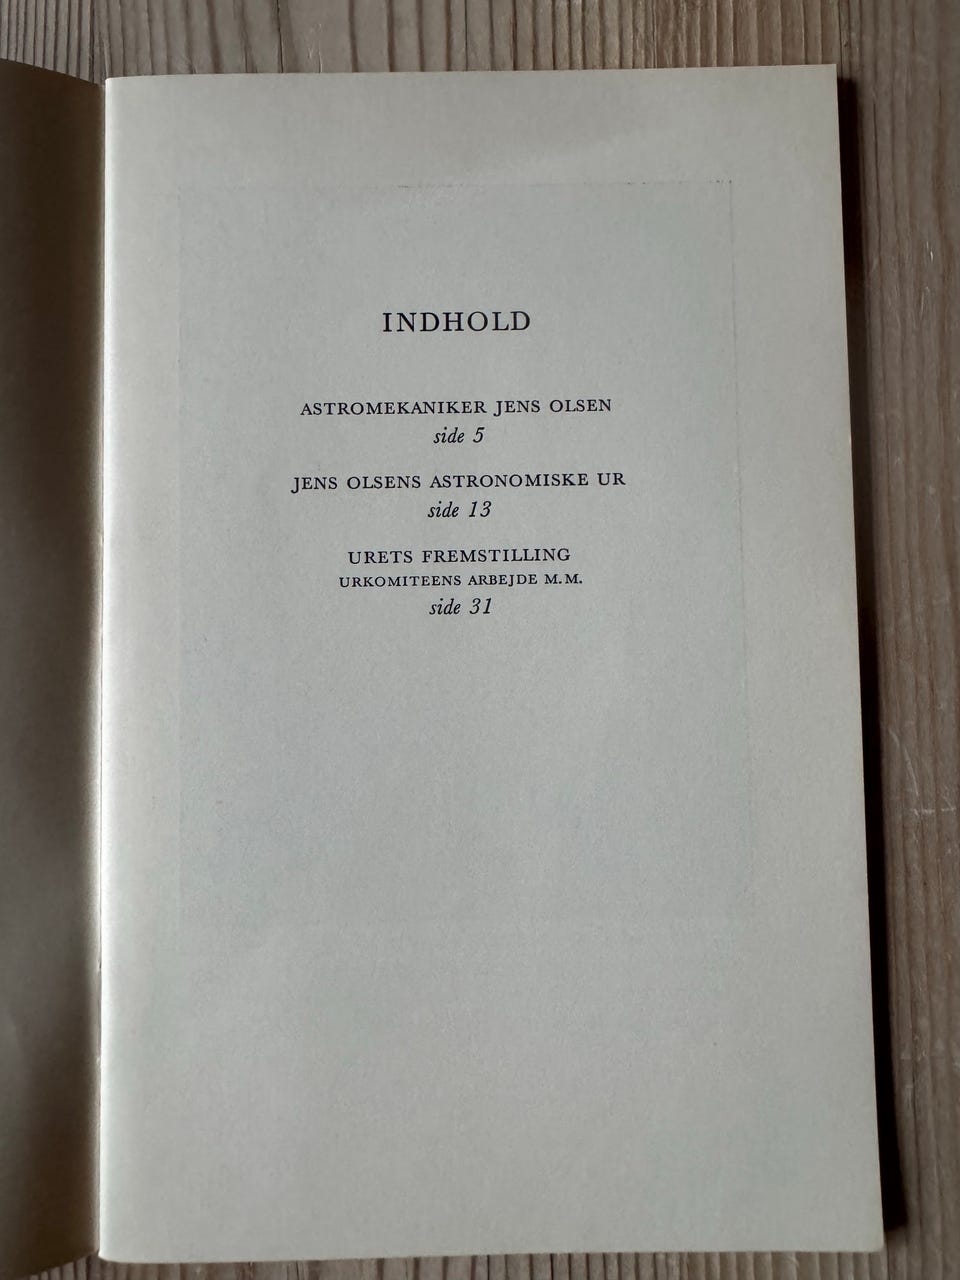 INDHOLD
ASTROMEKANIKER JENS OLSEN
side 5
JENS OLSENS ASTRONOMISKE UR
side 13
URETS FREMSTILLING
URKOMITEENS ARBEJDE M.M.
side 31